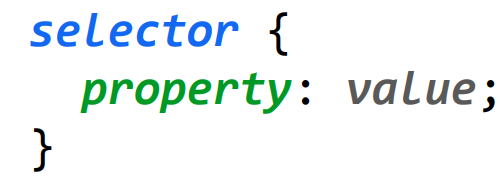 selector {
  property: value;
}